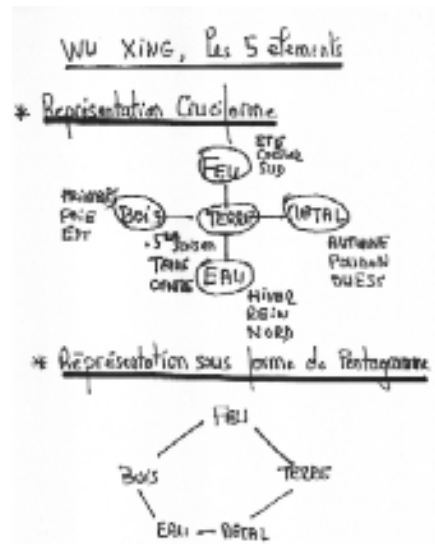 WU XING, Les 5 éléments
* Représentation Cruciforme
FEU
ETE
COEUR
SUD
PRINTEMPS
FOIE
EST
BOIS
TERRE
METAL
5ème saison
RATE
CENTRE
EAU
AUTOMNE
POUMON
OUEST
HIVER
REIN
NORD
* Représentation sous forme de Pentagramme
FEU
BOIS
TERRE
EAU
METAL